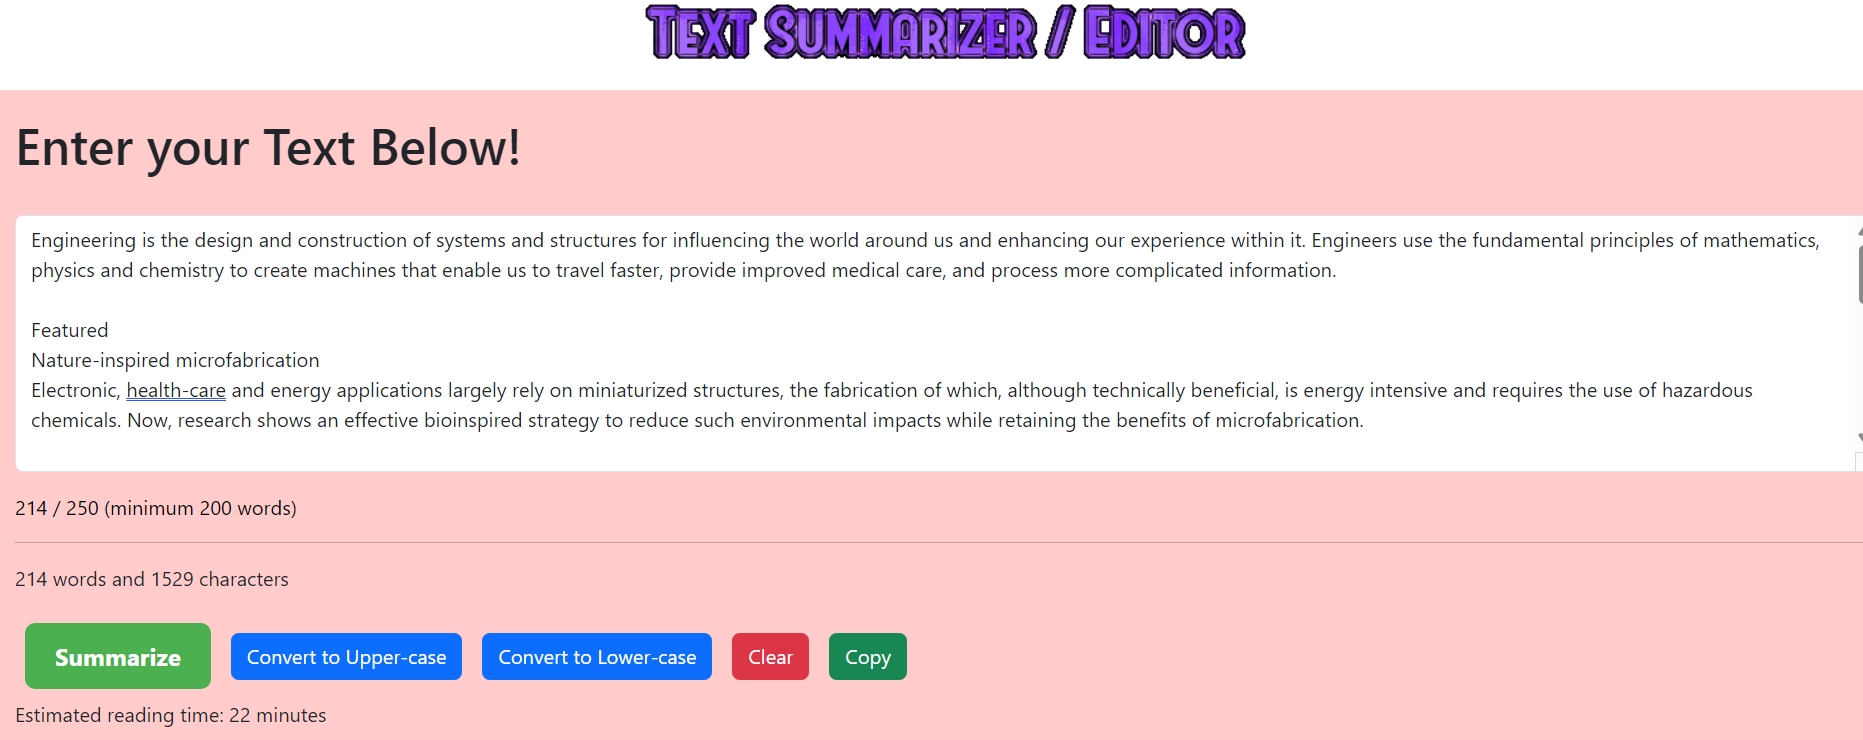 Text Summarizer / Editor
Enter your Text Below!
Engineering is the design and construction of systems and structures for influencing the world around us and enhancing our experience within it. Engineers use the fundamental principles of mathematics,
physics and chemistry to create machines that enable us to travel faster, provide improved medical care, and process more complicated information.
Featured
Nature-inspired microfabrication
Electronic, health-care and energy applications largely rely on miniaturized structures, the fabrication of which, although technically beneficial, is energy intensive and requires the use of hazardous
chemicals. Now, research shows an effective bioinspired strategy to reduce such environmental impacts while retaining the benefits of microfabrication.
214 / 250 (minimum 200 words)
214 words and 1529 characters
Summarize Convert to Upper-case Convert to Lower-case Clear Copy
Estimated reading time: 22 minutes